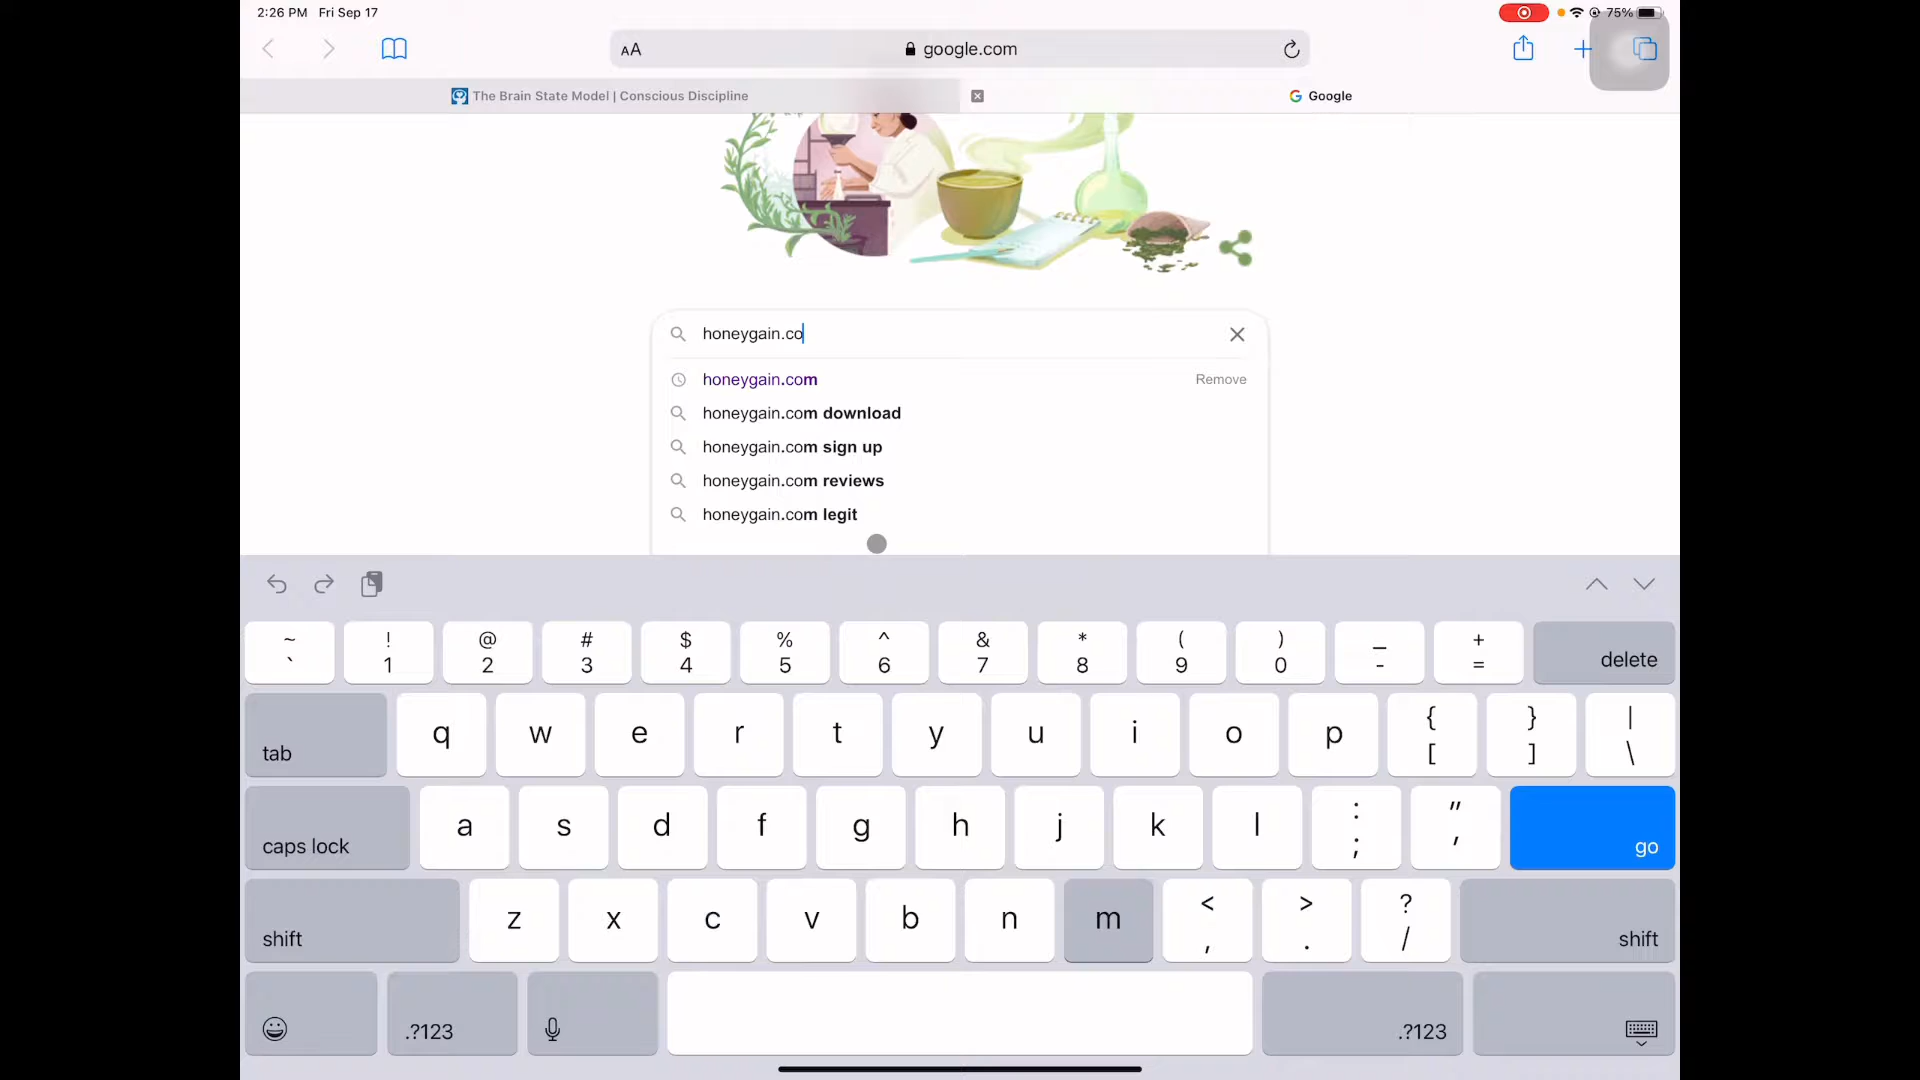 2:26 PM Fri Sep 17
75%
AA google.com
The Brain State Model | Conscious Discipline
Google
honeygain.co
honeygain.com Remove
honeygain.com download
honeygain.com sign up
honeygain.com reviews
honeygain.com legit
~ ! @ # $ % ^ & * ( ) _ +
` 1 2 3 4 5 6 7 8 9 0 - = delete
tab q w e r t y u i o p { [ } ] | \
caps lock a s d f g h j k l : ; " ' go
shift z x c v b n m < , > . ? / shift
.?123 .?123